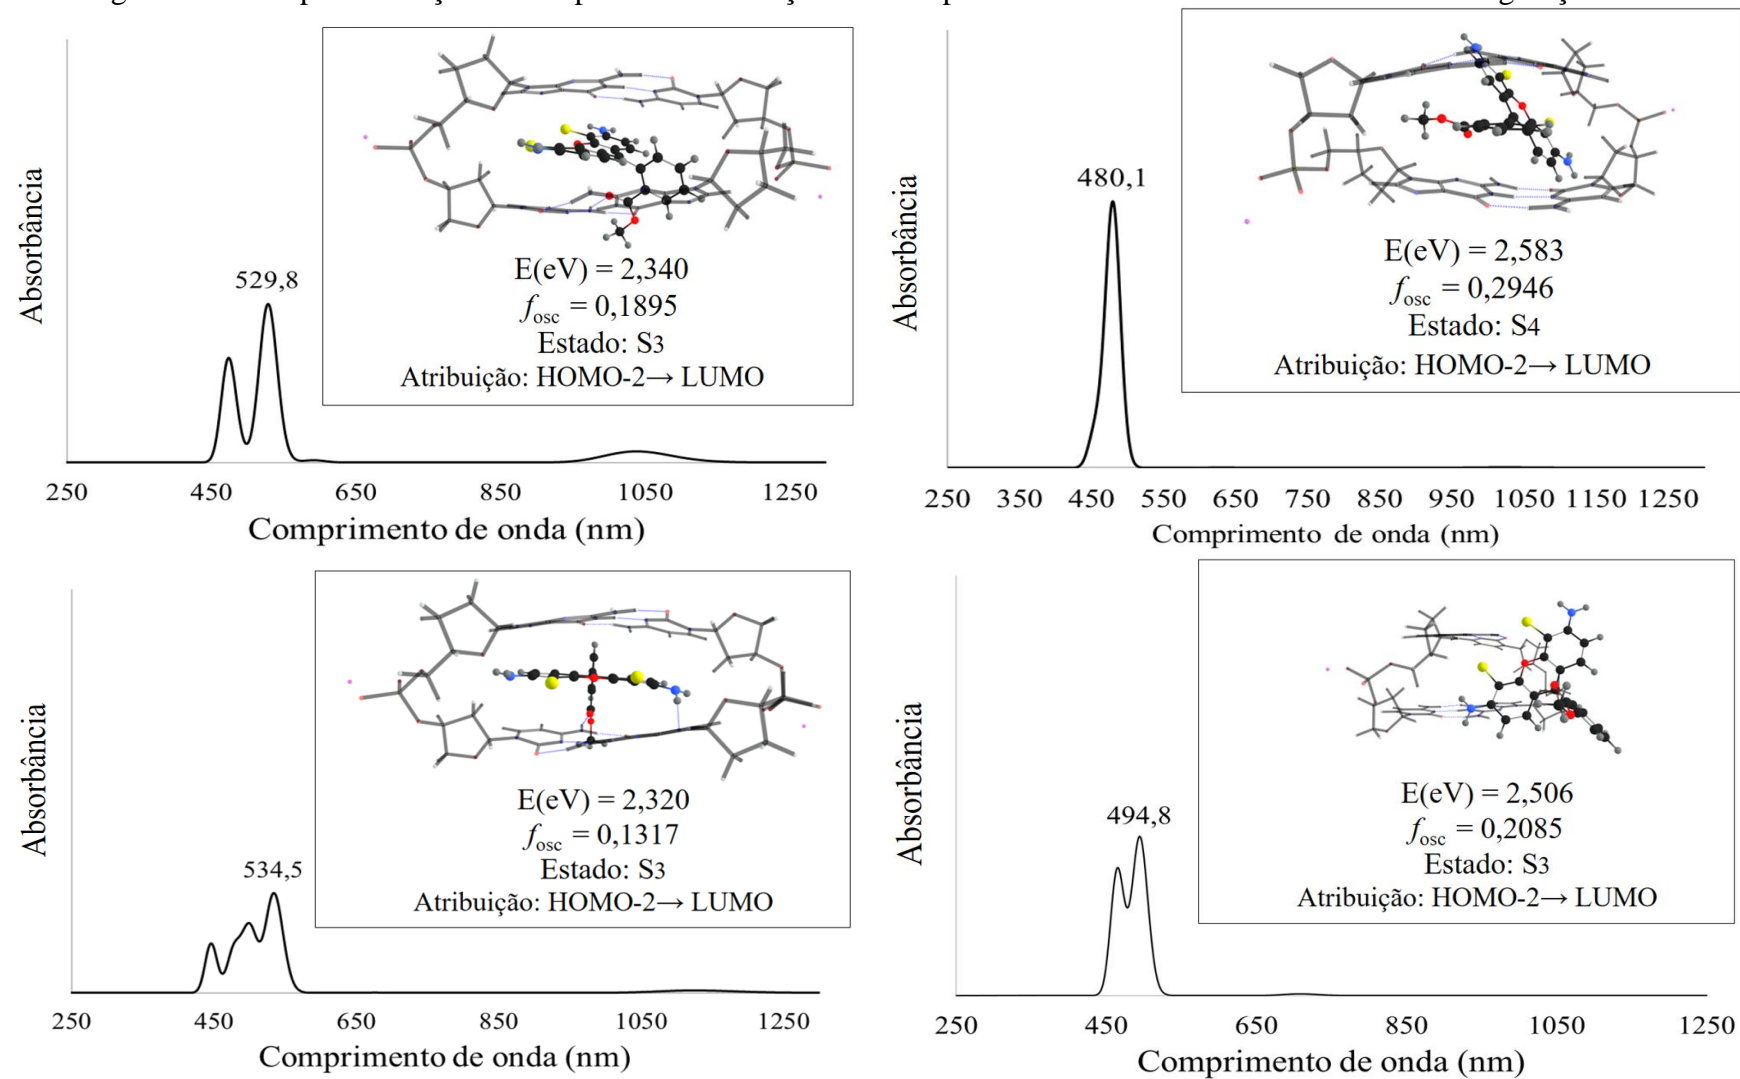 529,8
E(eV) = 2,340
fosc = 0,1895
Estado: S3
Atribuição: HOMO-2→ LUMO
Absorbância
250 450 650 850 1050 1250
Comprimento de onda (nm)
480,1
E(eV) = 2,583
fosc = 0,2946
Estado: S4
Atribuição: HOMO-2→ LUMO
Absorbância
250 350 450 550 650 750 850 950 1050 1150 1250
Comprimento de onda (nm)
534,5
E(eV) = 2,320
fosc = 0,1317
Estado: S3
Atribuição: HOMO-2→ LUMO
Absorbância
250 450 650 850 1050 1250
Comprimento de onda (nm)
494,8
E(eV) = 2,506
fosc = 0,2085
Estado: S3
Atribuição: HOMO-2→ LUMO
Absorbância
250 450 650 850 1050 1250
Comprimento de onda (nm)